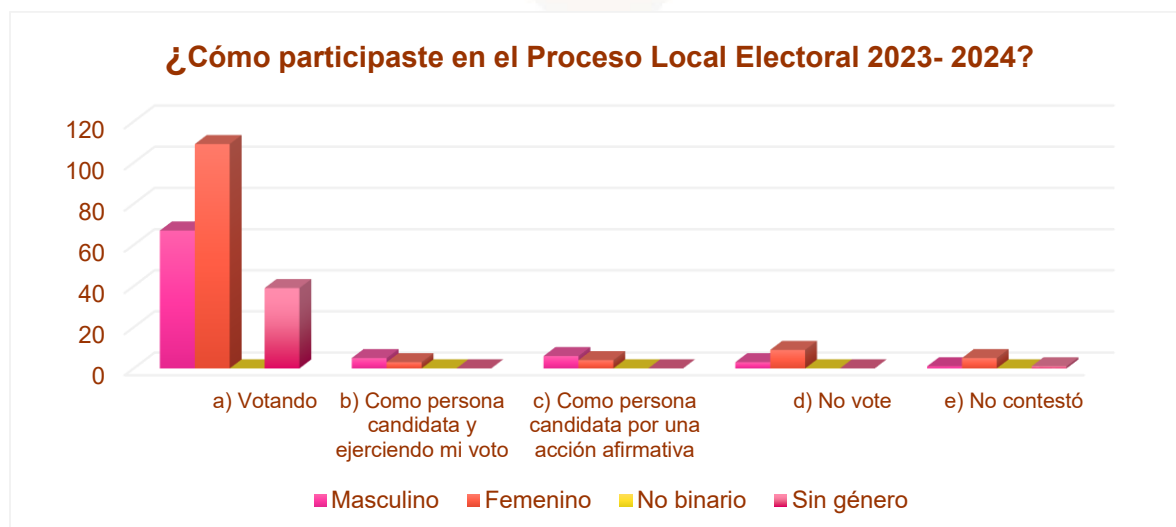 ¿Cómo participaste en el Proceso Local Electoral 2023- 2024?
120
100
80
60
40
20
0
a) Votando
b) Como persona
candidata y
ejerciendo mi voto
c) Como persona
candidata por una
acción afirmativa
d) No vote
e) No contestó
Masculino
Femenino
No binario
Sin género